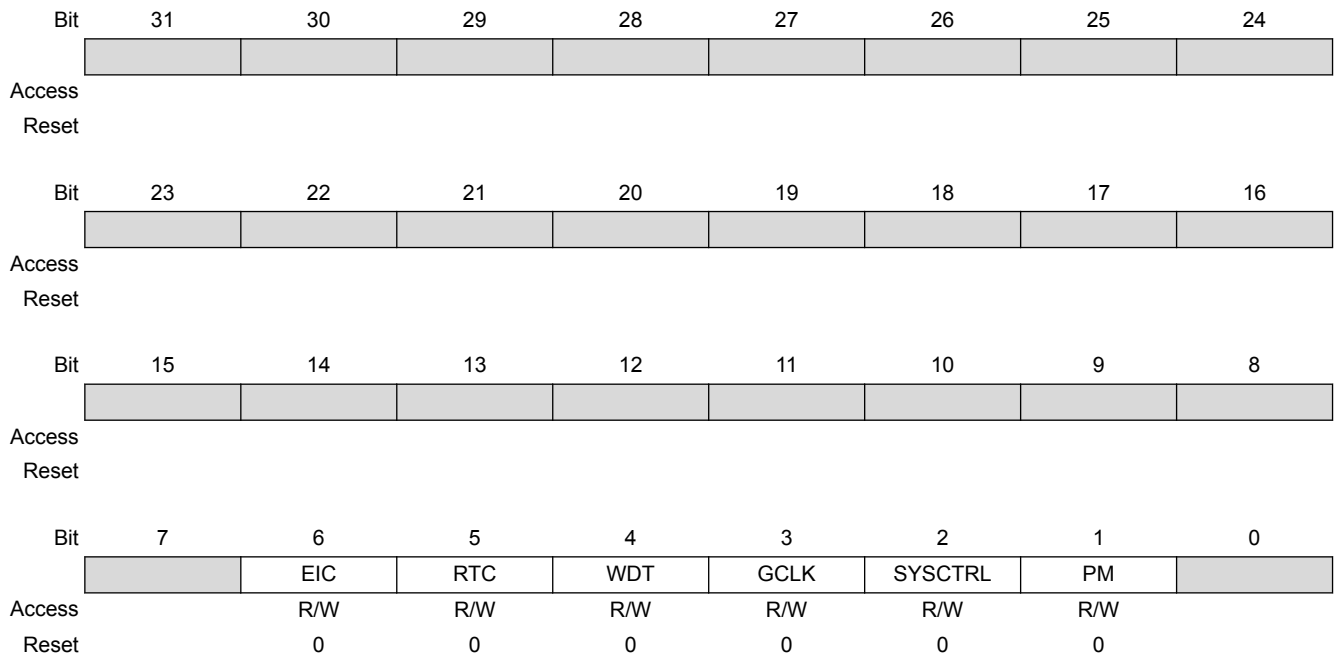 Bit 31 30 29 28 27 26 25 24
Access
Reset
Bit 23 22 21 20 19 18 17 16
Access
Reset
Bit 15 14 13 12 11 10 9 8
Access
Reset
Bit 7 6 5 4 3 2 1 0
EIC RTC WDT GCLK SYSCTRL PM
Access R/W R/W R/W R/W R/W R/W
Reset 0 0 0 0 0 0